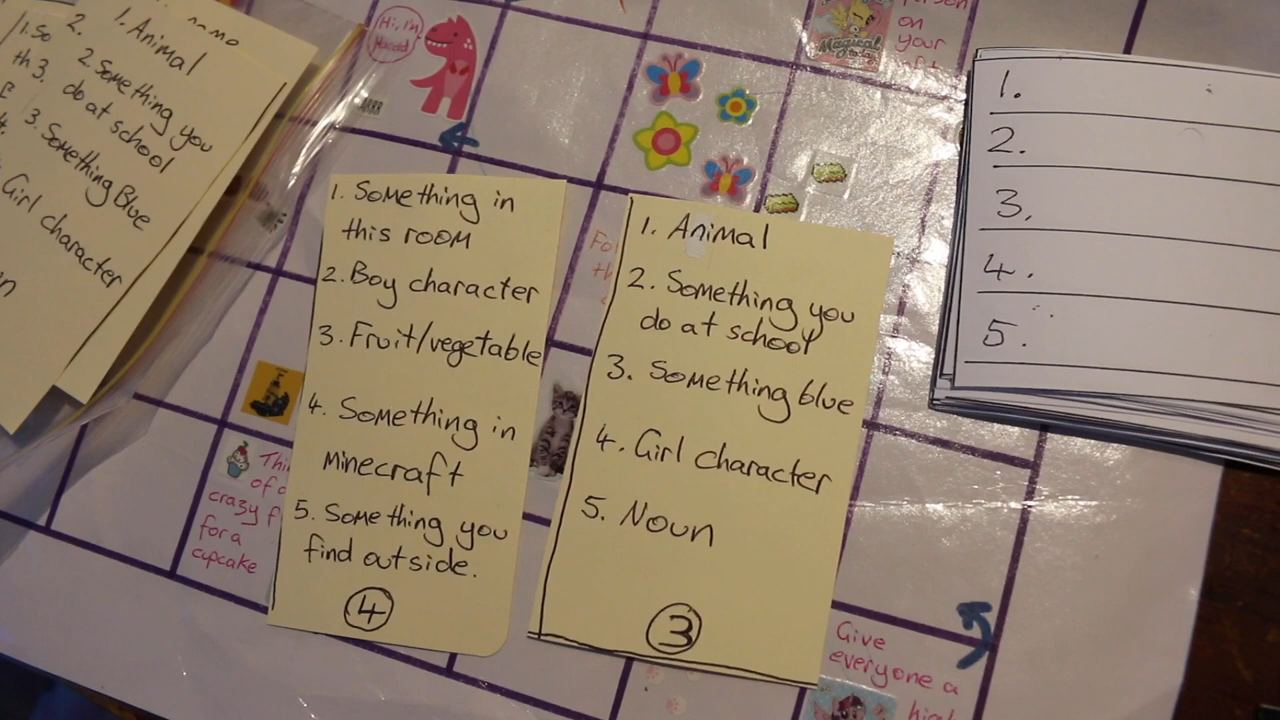 1. Animal
2. Something you
do at school
3. Something Blue
Girl character
Hi, I'm
Harold
Magical
on
your
1. Something in
this room
2. Boy character
3. Fruit/vegetable
4. Something in
minecraft
5. Something you
find outside.
4
1. Animal
2. Something you
do at school
3. Something blue
4. Girl character
5. Noun
3
1.
2.
3.
4.
5.
crazy
for a
cupcake
Give
everyone a